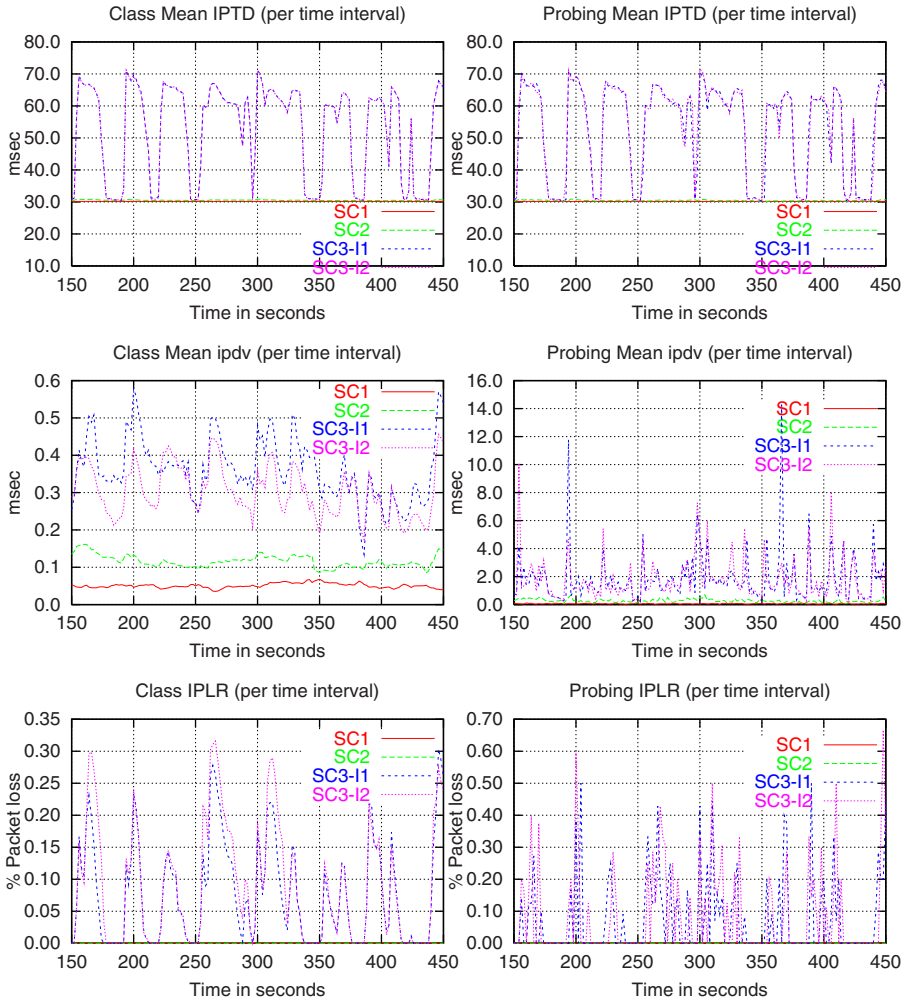 Class Mean IPTD (per time interval)
80.0
70.0
60.0
50.0
40.0
30.0
20.0
10.0
msec
SC1
SC2
SC3-I1
SC3-I2
150 200 250 300 350 400 450
Time in seconds
Probing Mean IPTD (per time interval)
80.0
70.0
60.0
50.0
40.0
30.0
20.0
10.0
msec
SC1
SC2
SC3-I1
SC3-I2
150 200 250 300 350 400 450
Time in seconds
Class Mean ipdv (per time interval)
0.6
0.5
0.4
0.3
0.2
0.1
0.0
msec
SC1
SC2
SC3-I1
SC3-I2
150 200 250 300 350 400 450
Time in seconds
Probing Mean ipdv (per time interval)
16.0
14.0
12.0
10.0
8.0
6.0
4.0
2.0
0.0
msec
SC1
SC2
SC3-I1
SC3-I2
150 200 250 300 350 400 450
Time in seconds
Class IPLR (per time interval)
0.35
0.30
0.25
0.20
0.15
0.10
0.05
0.00
% Packet loss
SC1
SC2
SC3-I1
SC3-I2
150 200 250 300 350 400 450
Time in seconds
Probing IPLR (per time interval)
0.70
0.60
0.50
0.40
0.30
0.20
0.10
0.00
% Packet loss
SC1
SC2
SC3-I1
SC3-I2
150 200 250 300 350 400 450
Time in seconds